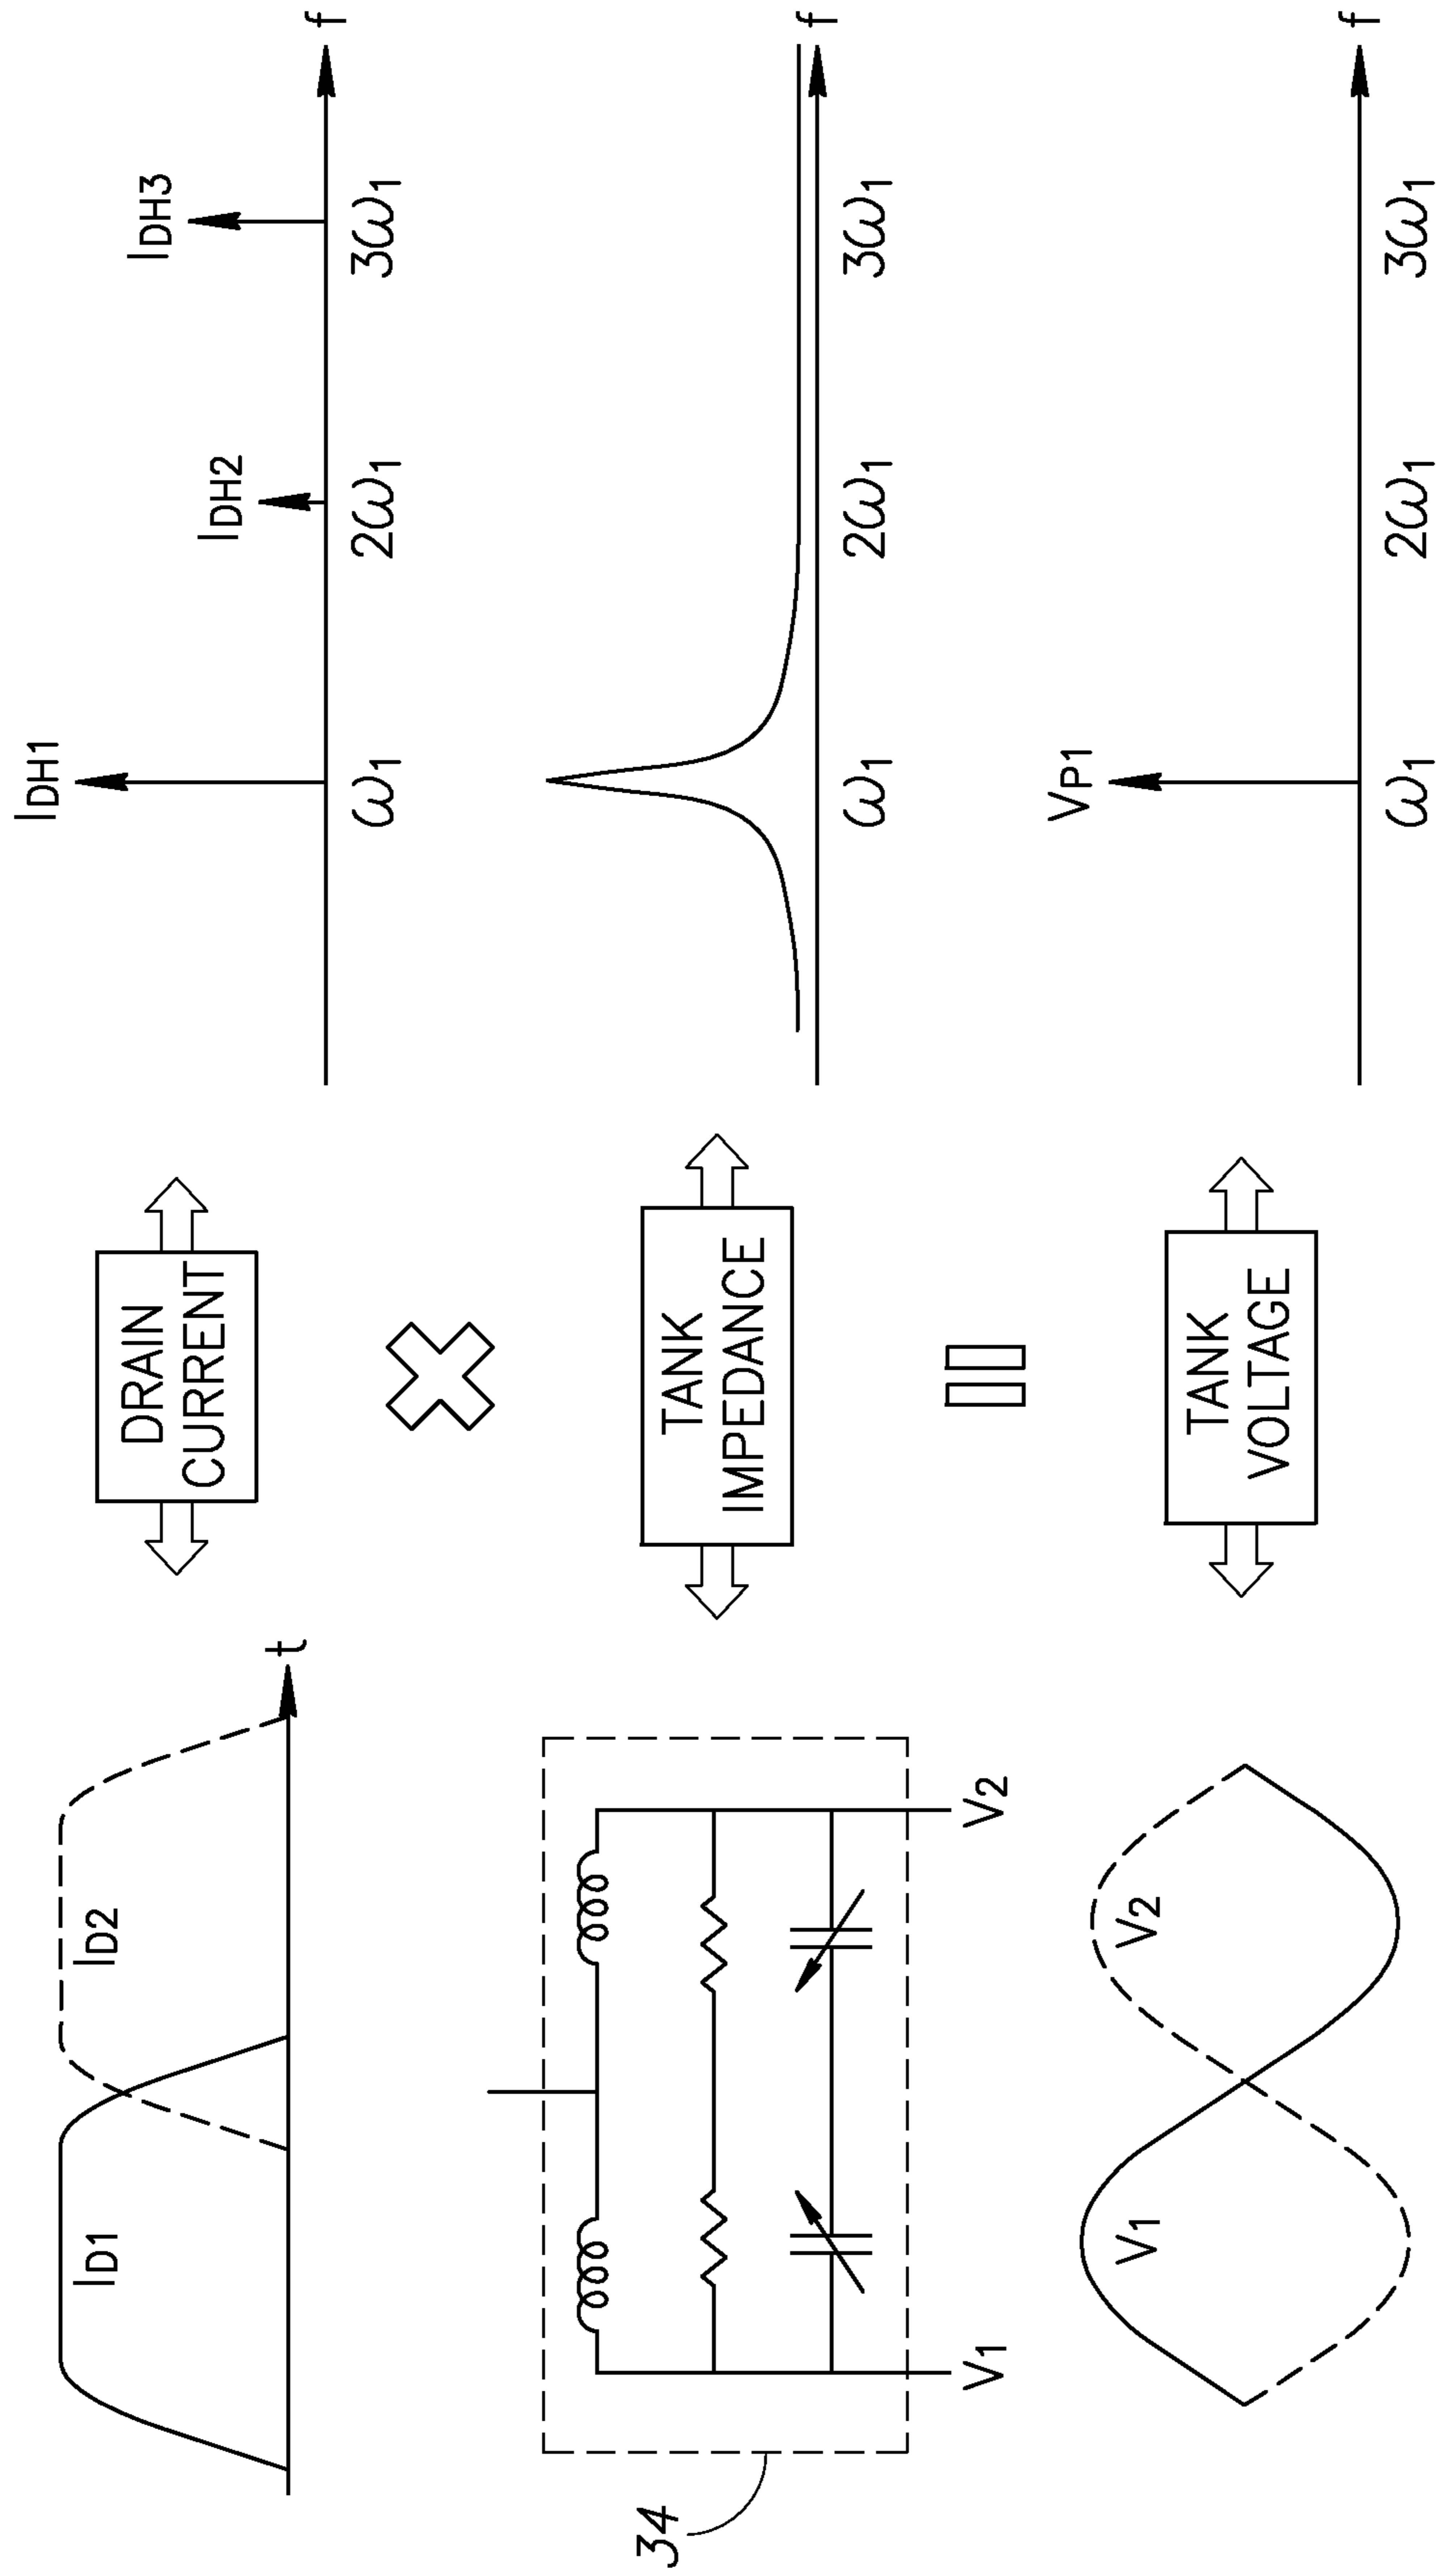 I_D1
I_D2
t
DRAIN
CURRENT
I_DH1
I_DH2
I_DH3
ω1
2ω1
3ω1
f
34
V1
V2
TANK
IMPEDANCE
ω1
2ω1
3ω1
f
V1
V2
TANK
VOLTAGE
V_P1
ω1
2ω1
3ω1
f